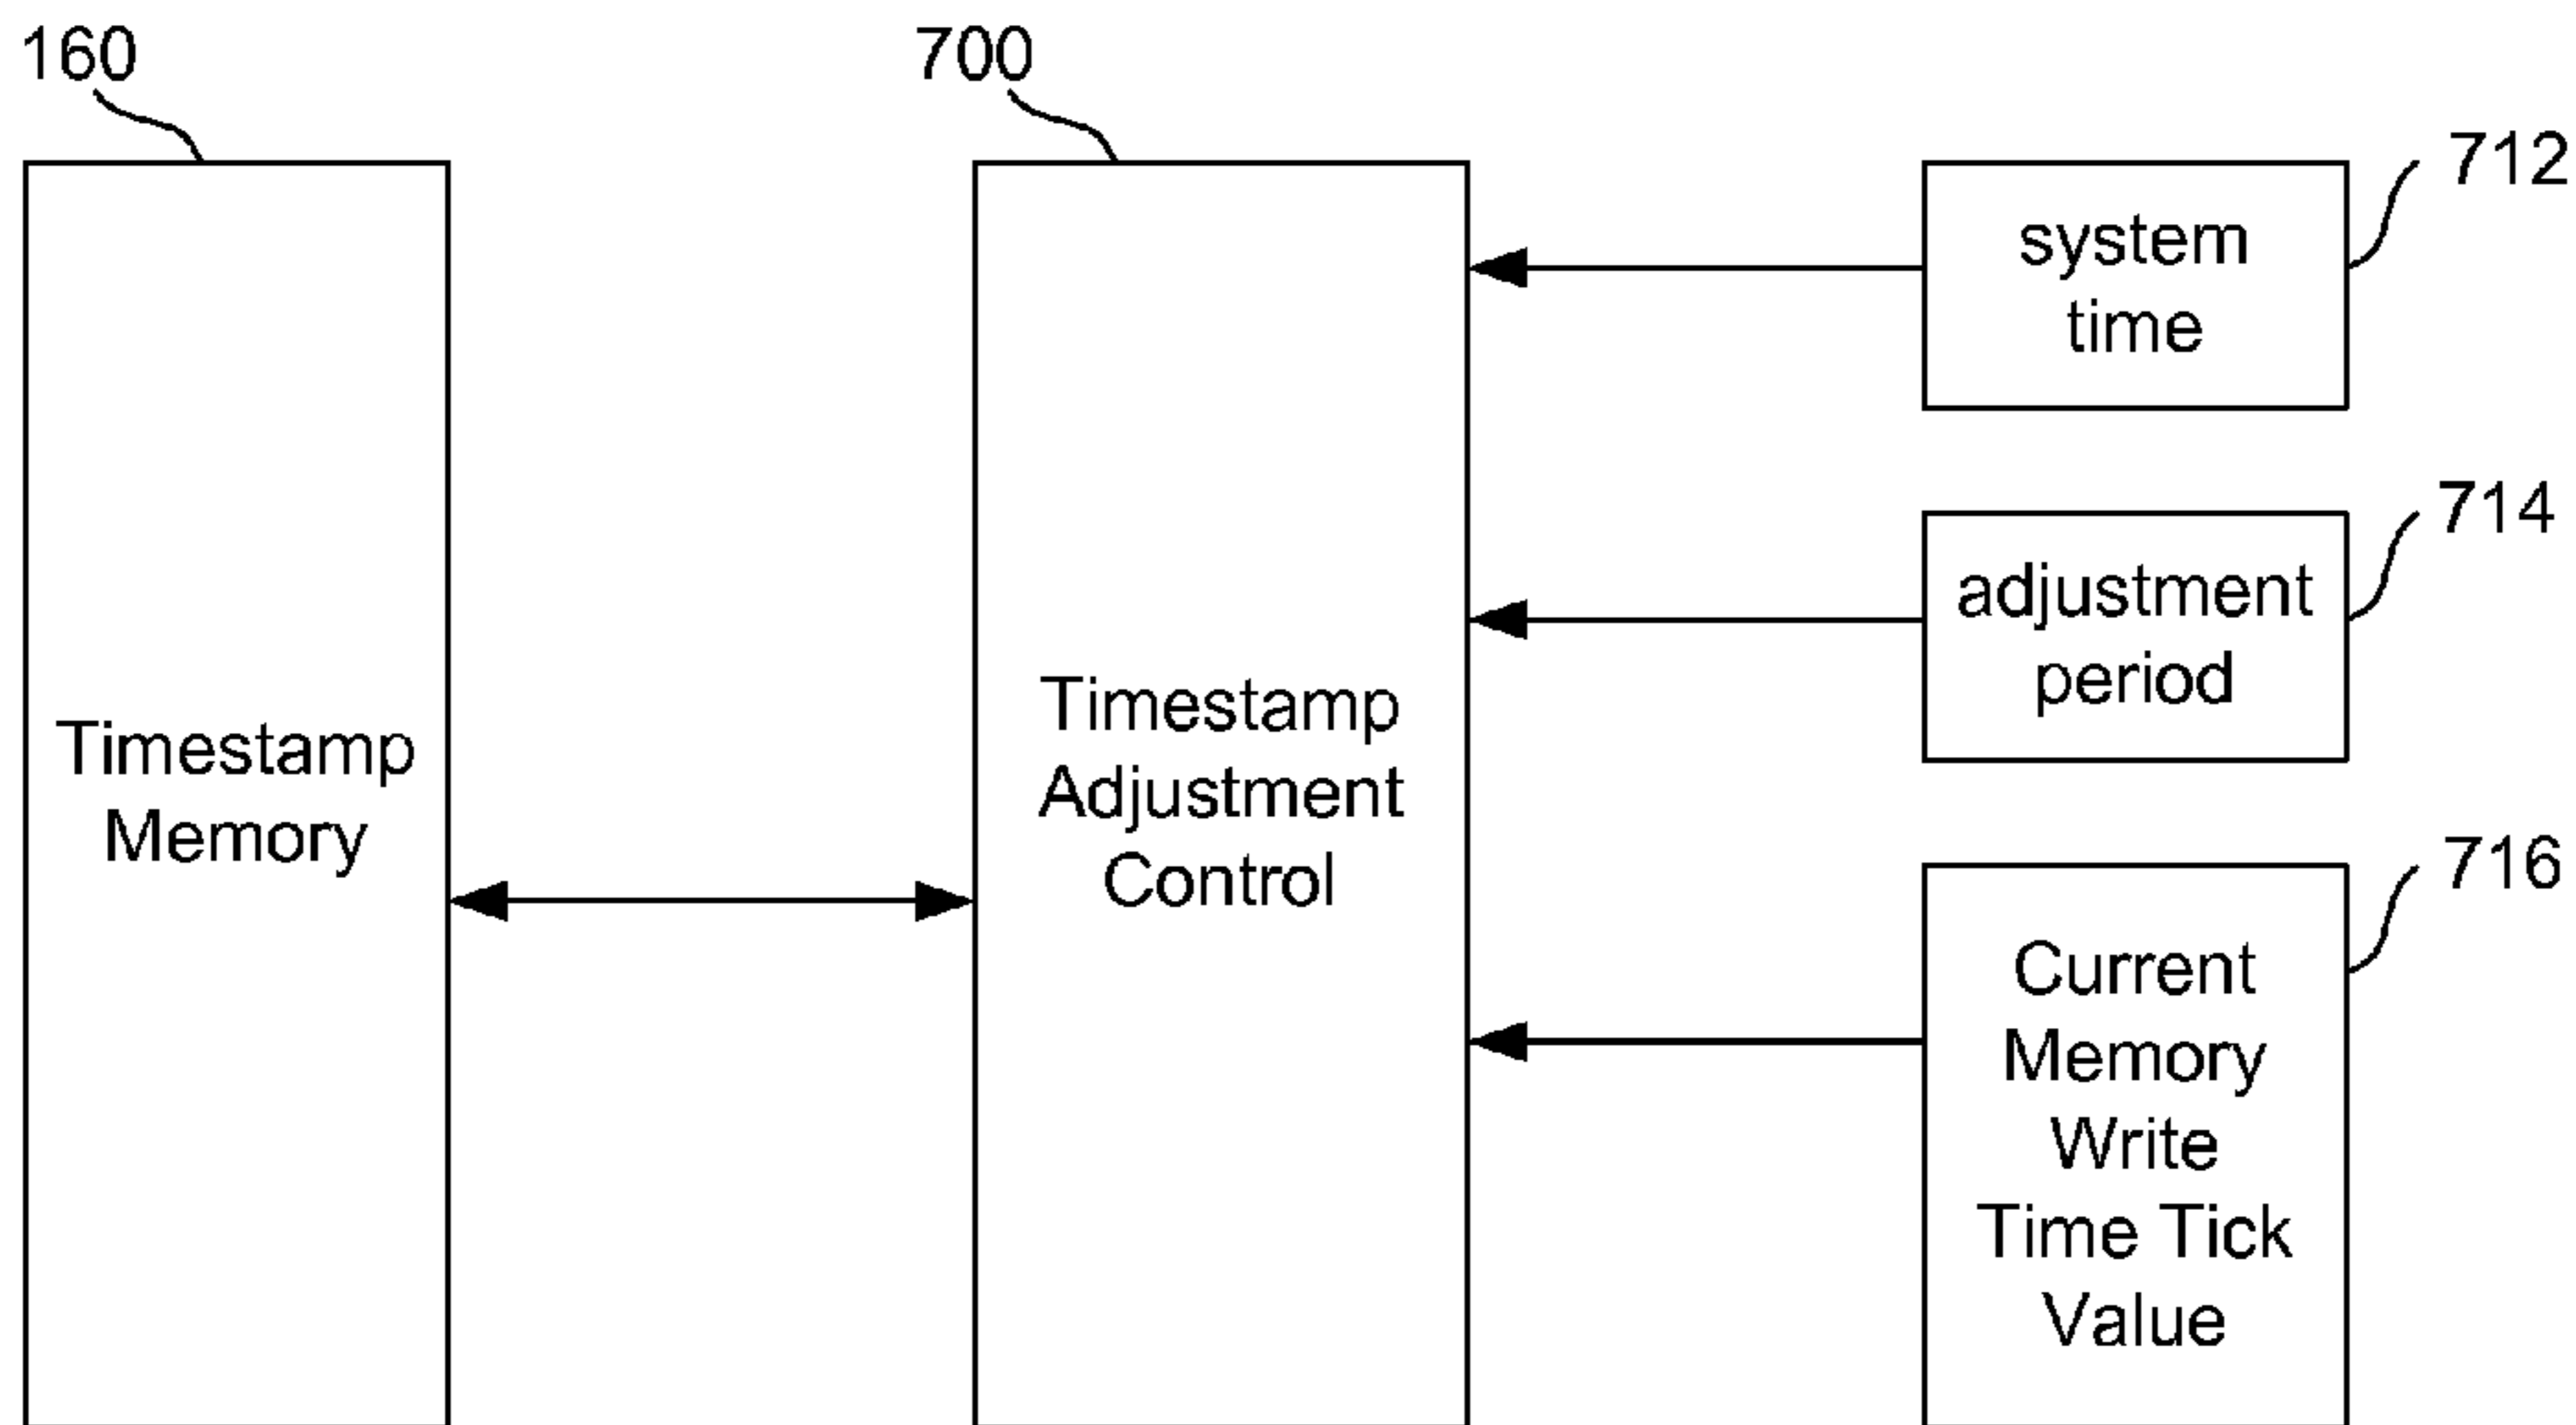 160
700
712
system
time
714
adjustment
period
Timestamp
Memory
Timestamp
Adjustment
Control
716
Current
Memory
Write
Time Tick
Value